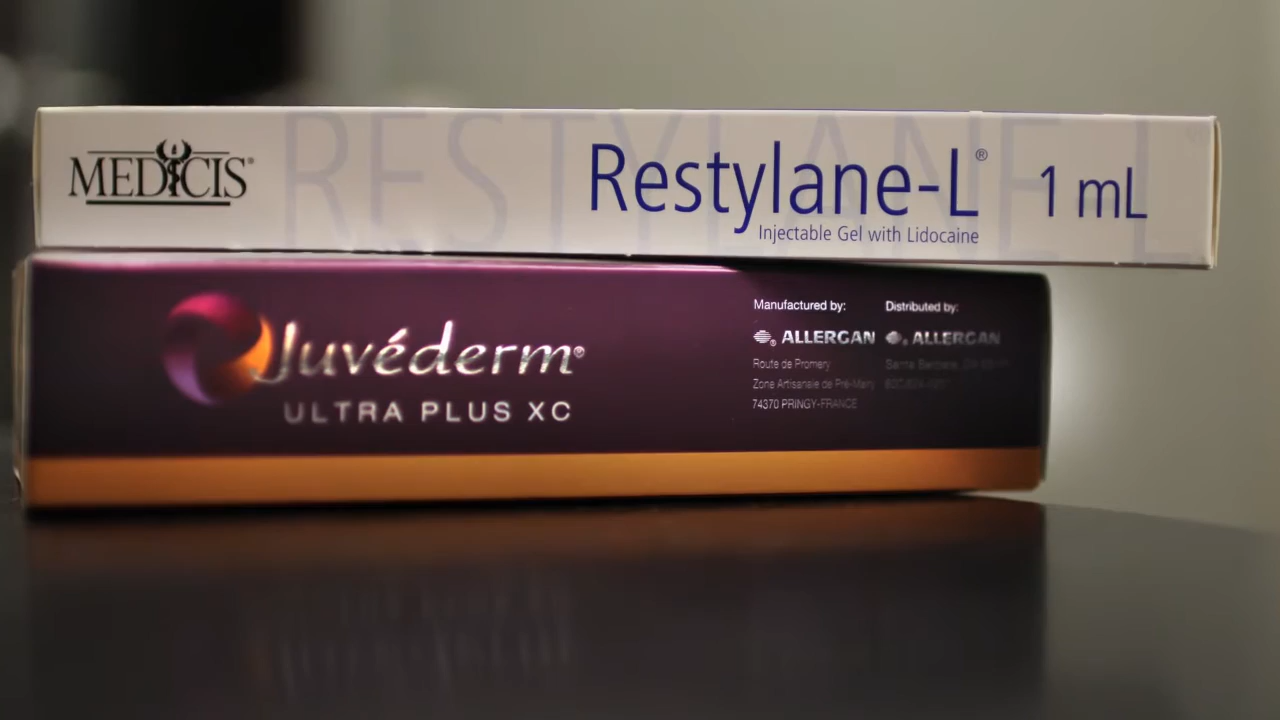 RESTYLANE-L
MEDICIS®
Restylane-L® 1 mL
Injectable Gel with Lidocaine
Juvéderm®
ULTRA PLUS XC
Manufactured by:
ALLERGAN
Route de Promery
Zone Artisanale de Pré-Mairy
74370 PRINGY-FRANCE
Distributed by:
ALLERGAN